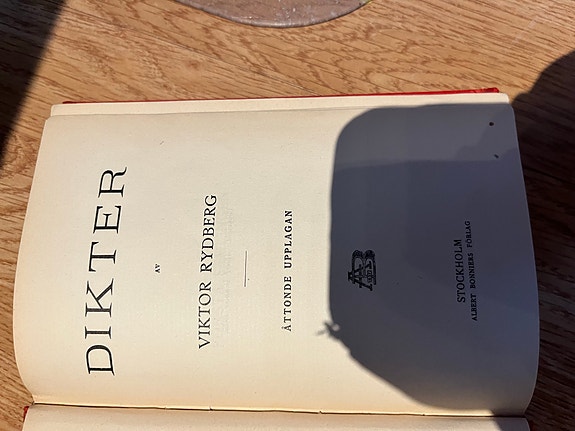 DIKTER
AV
VIKTOR RYDBERG
ÅTTONDE UPPLAGAN
STOCKHOLM
ALBERT BONNIERS FÖRLAG